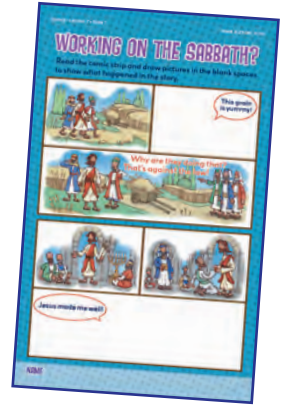 WORKING ON THE SABBATH?
Read the comic strip and draw pictures in the blank spaces
to show what happened in the story.
This grain
is yummy!
Why are they doing that?
That's against the law!
Jesus made me well!
NAME